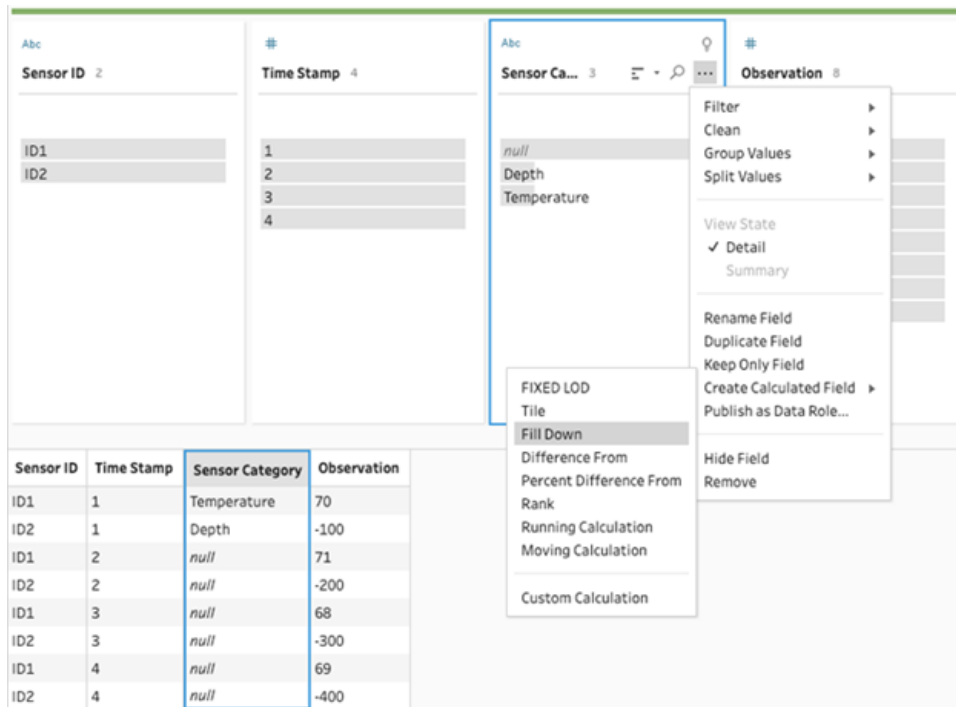 Abc
Sensor ID 2
ID1
ID2
#
Time Stamp 4
1
2
3
4
Abc
Sensor Ca... 3 ...
null
Depth
Temperature
#
Observation 8
Filter
Clean
Group Values
Split Values
View State
✓ Detail
Summary
Rename Field
Duplicate Field
Keep Only Field
Create Calculated Field
Publish as Data Role...
Hide Field
Remove
FIXED LOD
Tile
Fill Down
Difference From
Percent Difference From
Rank
Running Calculation
Moving Calculation
Custom Calculation
Sensor ID Time Stamp Sensor Category Observation
ID1 1 Temperature 70
ID2 1 Depth -100
ID1 2 null 71
ID2 2 null -200
ID1 3 null 68
ID2 3 null -300
ID1 4 null 69
ID2 4 null -400